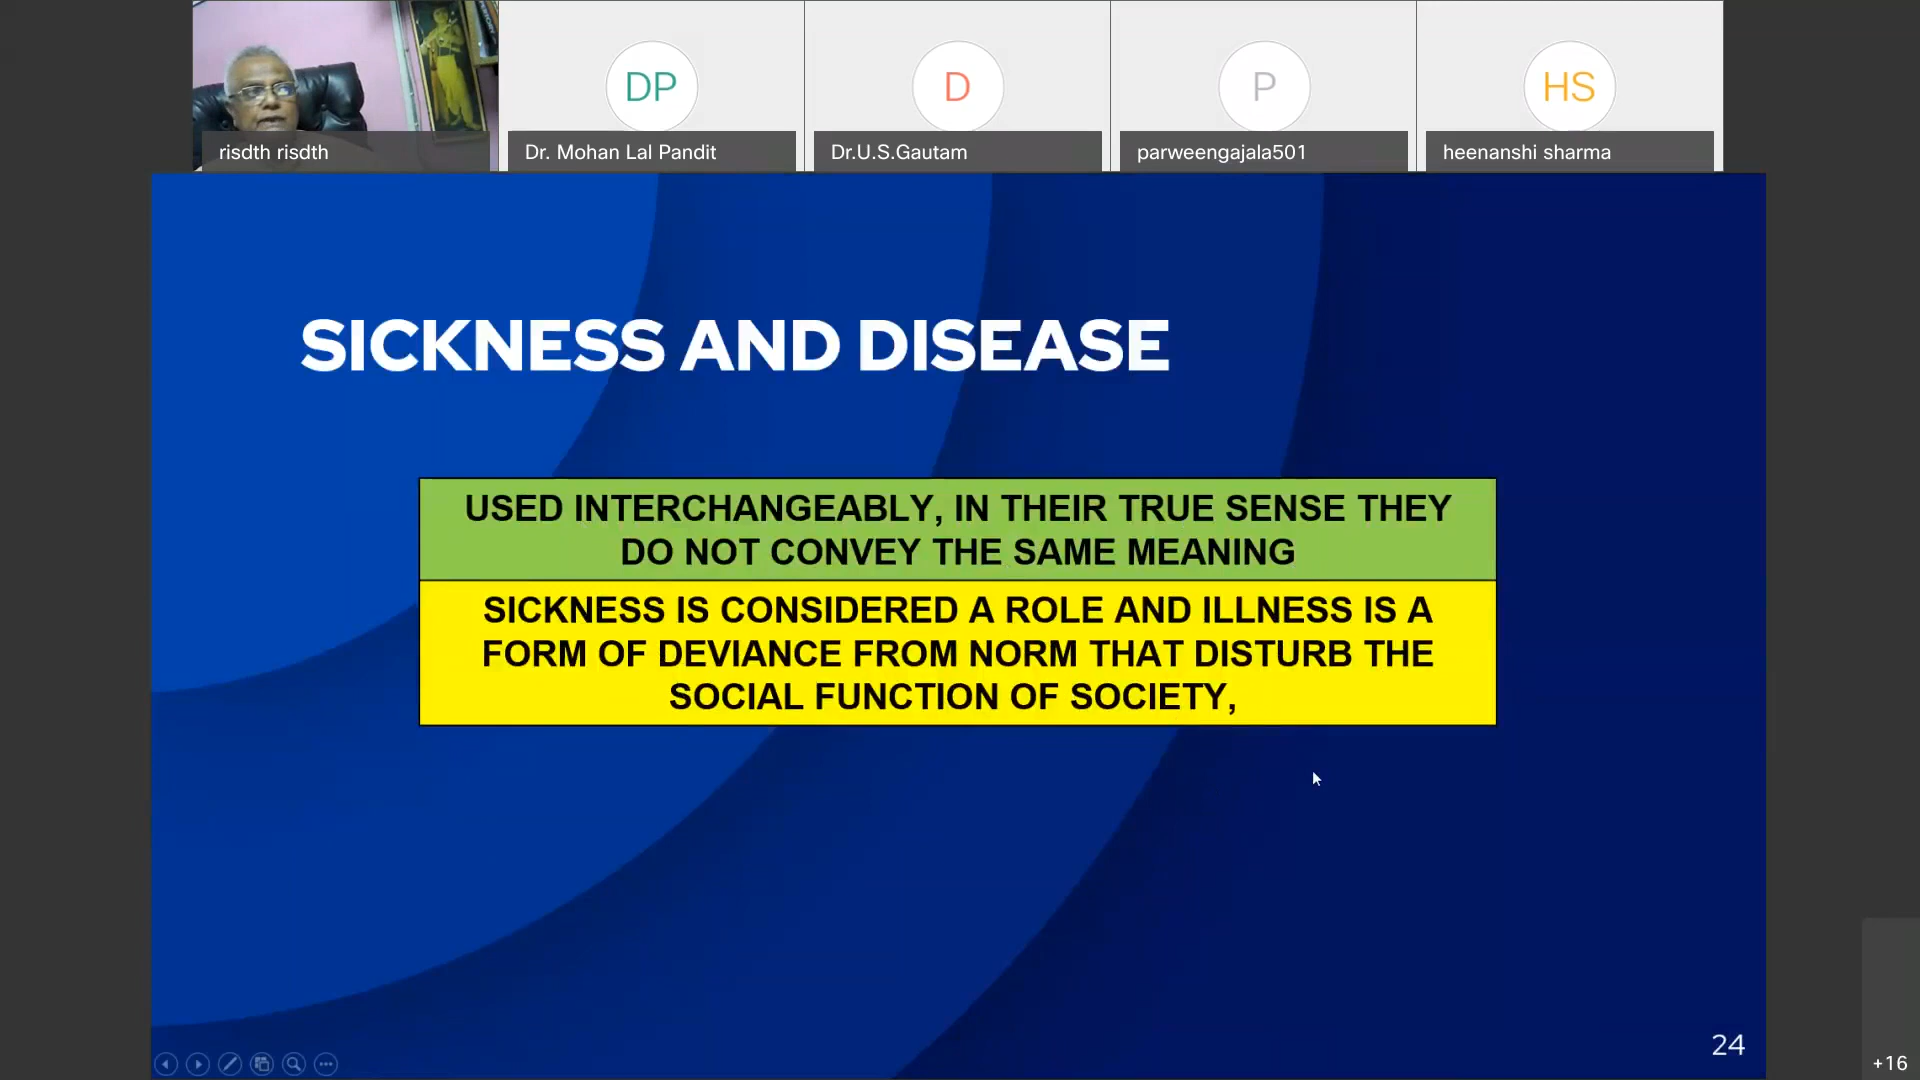 DP
D
P
HS
risdth risdth
Dr. Mohan Lal Pandit
Dr.U.S.Gautam
parweengajala501
heenanshi sharma
SICKNESS AND DISEASE
USED INTERCHANGEABLY, IN THEIR TRUE SENSE THEY
DO NOT CONVEY THE SAME MEANING
SICKNESS IS CONSIDERED A ROLE AND ILLNESS IS A
FORM OF DEVIANCE FROM NORM THAT DISTURB THE
SOCIAL FUNCTION OF SOCIETY,
24
+16